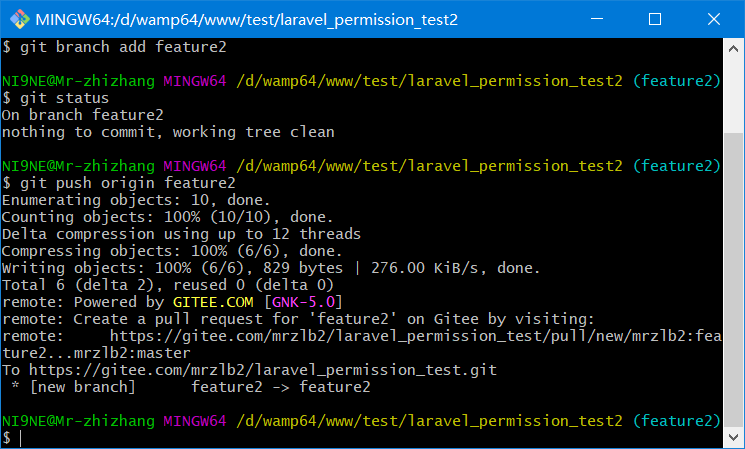 MINGW64:/d/wamp64/www/test/laravel_permission_test2
$ git branch add feature2
NI9NE@Mr-zhizhang MINGW64 /d/wamp64/www/test/laravel_permission_test2 (feature2)
$ git status
On branch feature2
nothing to commit, working tree clean
NI9NE@Mr-zhizhang MINGW64 /d/wamp64/www/test/laravel_permission_test2 (feature2)
$ git push origin feature2
Enumerating objects: 10, done.
Counting objects: 100% (10/10), done.
Delta compression using up to 12 threads
Compressing objects: 100% (6/6), done.
Writing objects: 100% (6/6), 829 bytes | 276.00 KiB/s, done.
Total 6 (delta 2), reused 0 (delta 0)
remote: Powered by GITEE.COM [GNK-5.0]
remote: Create a pull request for 'feature2' on Gitee by visiting:
remote:     https://gitee.com/mrzlb2/laravel_permission_test/pull/new/mrzlb2:fea
ture2...mrzlb2:master
To https://gitee.com/mrzlb2/laravel_permission_test.git
 * [new branch]      feature2 -> feature2
NI9NE@Mr-zhizhang MINGW64 /d/wamp64/www/test/laravel_permission_test2 (feature2)
$